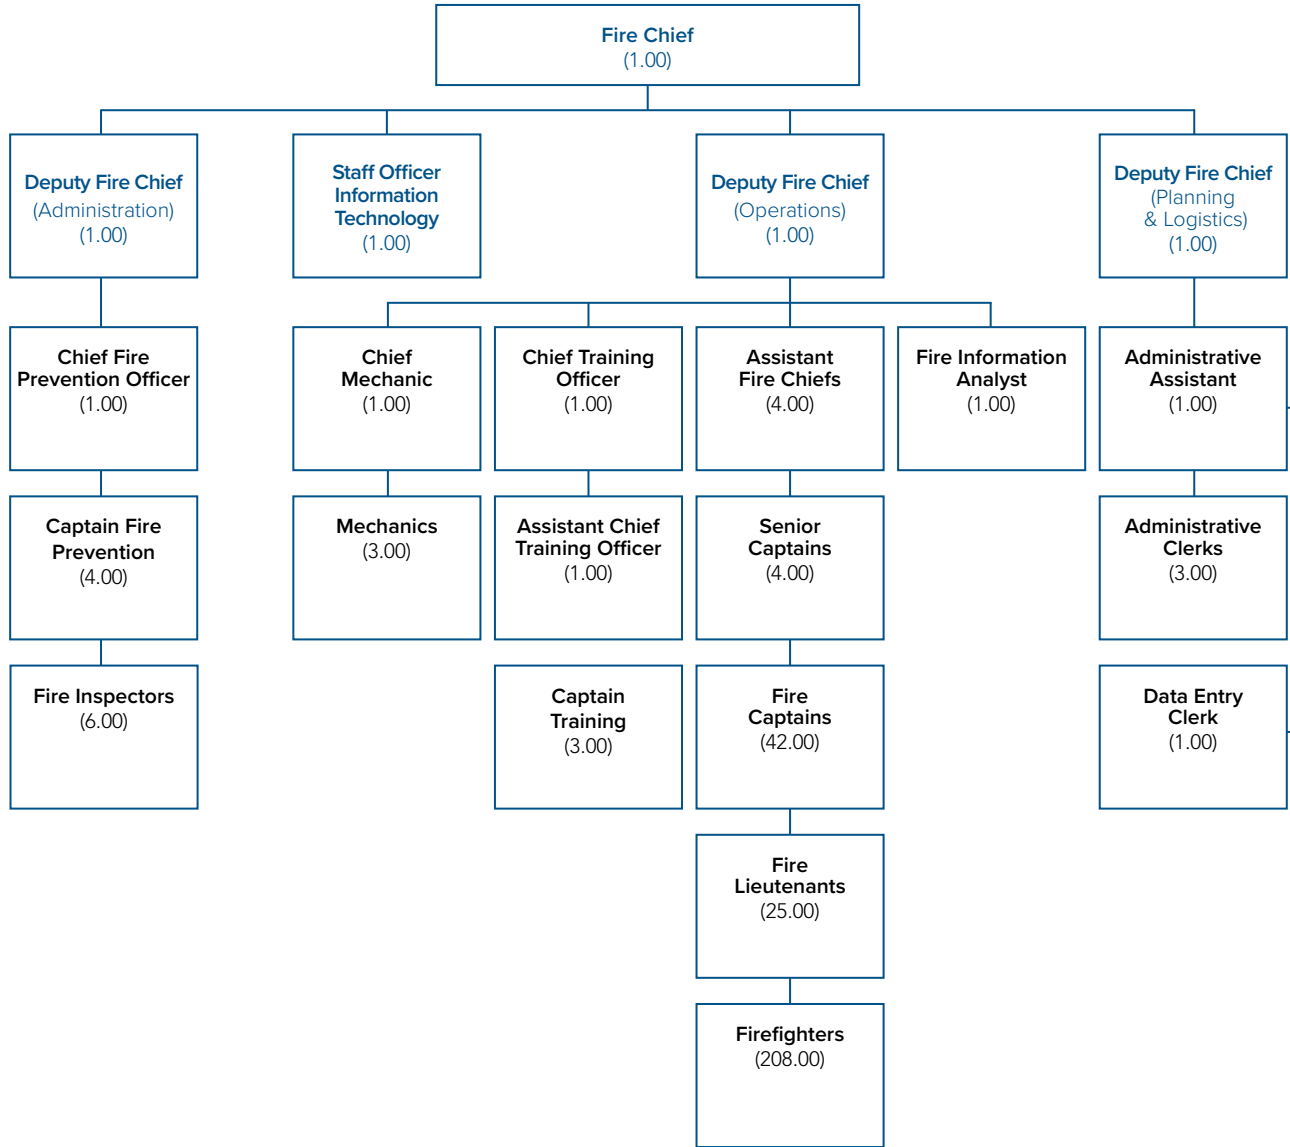 Fire Chief
(1.00)
Deputy Fire Chief
(Administration)
(1.00)
Staff Officer
Information
Technology
(1.00)
Deputy Fire Chief
(Operations)
(1.00)
Deputy Fire Chief
(Planning
& Logistics)
(1.00)
Chief Fire
Prevention Officer
(1.00)
Chief
Mechanic
(1.00)
Chief Training
Officer
(1.00)
Assistant
Fire Chiefs
(4.00)
Fire Information
Analyst
(1.00)
Administrative
Assistant
(1.00)
Captain Fire
Prevention
(4.00)
Mechanics
(3.00)
Assistant Chief
Training Officer
(1.00)
Senior
Captains
(4.00)
Administrative
Clerks
(3.00)
Fire Inspectors
(6.00)
Captain
Training
(3.00)
Fire
Captains
(42.00)
Data Entry
Clerk
(1.00)
Fire
Lieutenants
(25.00)
Firefighters
(208.00)